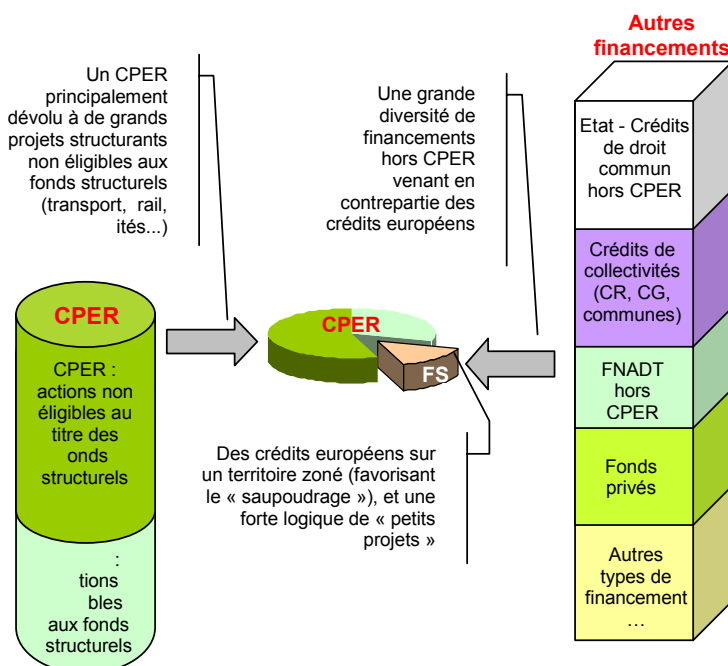 Autres
financements
Un CPER
principalement
dévolu à de grands
projets structurants
non éligibles aux
fonds structurels
(transport, rail,
ités...)
Une grande
diversité de
financements
hors CPER
venant en
contrepartie des
crédits européens
Etat - Crédits
de droit
commun
hors CPER
Crédits de
collectivités
(CR, CG,
communes)
FNADT
hors
CPER
Fonds
privés
Autres
types de
financement
…
CPER
CPER :
actions non
éligibles au
titre des
onds
structurels
:
tions
bles
aux fonds
structurels
CPER
FS
Des crédits européens sur
un territoire zoné (favorisant
le « saupoudrage »), et une
forte logique de « petits
projets »